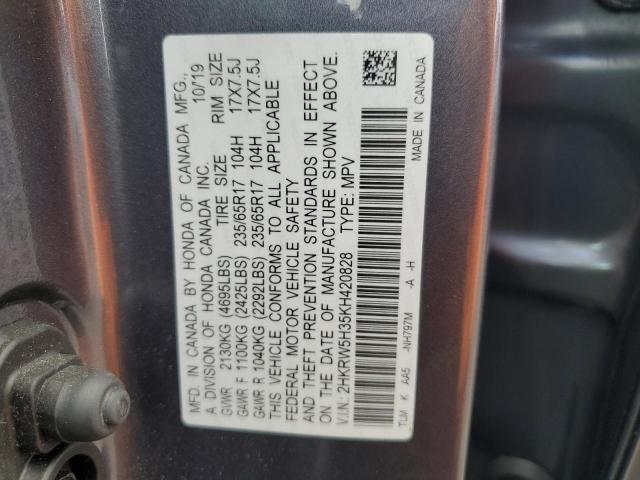 MFD. IN CANADA BY HONDA OF CANADA MFG.,
A DIVISION OF HONDA CANADA INC. 10/19
GVWR 2130KG (4695LBS) TIRE SIZE RIM SIZE
GAWR F 1100KG (2425LBS) 235/65R17 104H 17X7.5J
GAWR R 1040KG (2292LBS) 235/65R17 104H 17X7.5J
THIS VEHICLE CONFORMS TO ALL APPLICABLE
FEDERAL MOTOR VEHICLE SAFETY
AND THEFT PREVENTION STANDARDS IN EFFECT
ON THE DATE OF MANUFACTURE SHOWN ABOVE.
V.I.N.: 2HKRW5H35KH420828 TYPE: MPV
TLM K AA5 -NH797M -A -H
MADE IN CANADA